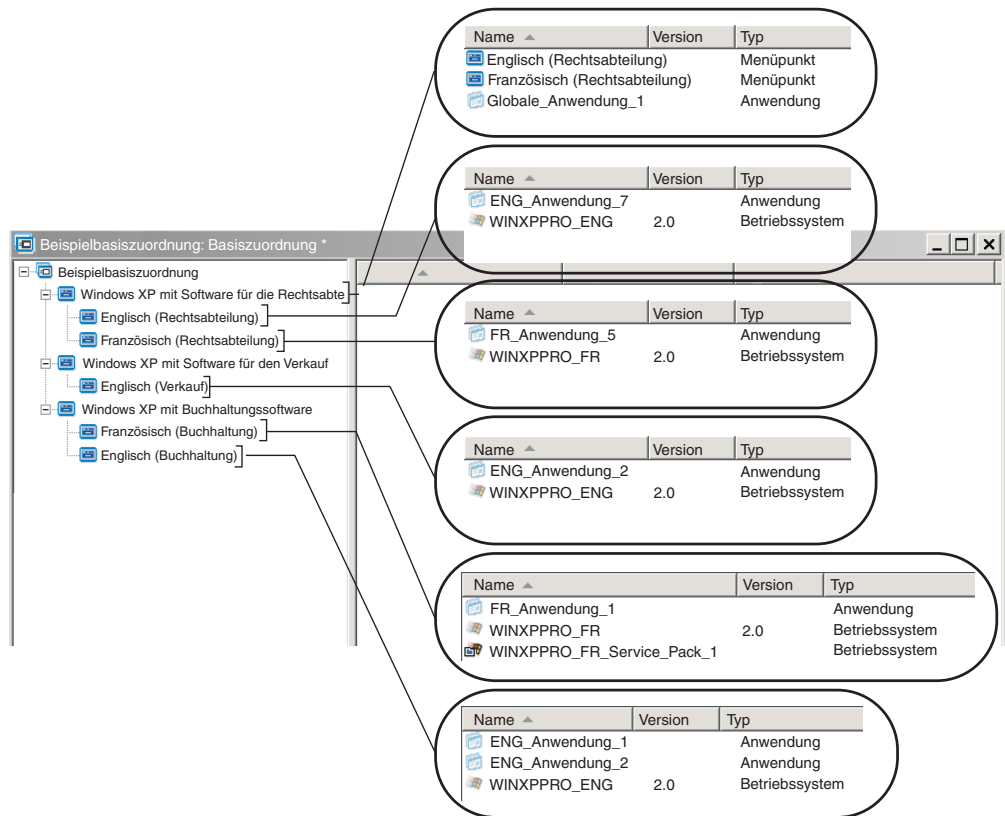 Name Version Typ
Englisch (Rechtsabteilung) Menüpunkt
Französisch (Rechtsabteilung) Menüpunkt
Globale_Anwendung_1 Anwendung
Name Version Typ
ENG_Anwendung_7 Anwendung
WINXPPRO_ENG 2.0 Betriebssystem
Beispielbasiszuordnung: Basiszuordnung *
Beispielbasiszuordnung
Windows XP mit Software für die Rechtsabte
Englisch (Rechtsabteilung)
Französisch (Rechtsabteilung)
Windows XP mit Software für den Verkauf
Englisch (Verkauf)
Windows XP mit Buchhaltungssoftware
Französisch (Buchhaltung)
Englisch (Buchhaltung)
Name Version Typ
FR_Anwendung_5 Anwendung
WINXPPRO_FR 2.0 Betriebssystem
Name Version Typ
ENG_Anwendung_2 Anwendung
WINXPPRO_ENG 2.0 Betriebssystem
Name Version Typ
FR_Anwendung_1 Anwendung
WINXPPRO_FR 2.0 Betriebssystem
WINXPPRO_FR_Service_Pack_1 Betriebssystem
Name Version Typ
ENG_Anwendung_1 Anwendung
ENG_Anwendung_2 Anwendung
WINXPPRO_ENG 2.0 Betriebssystem